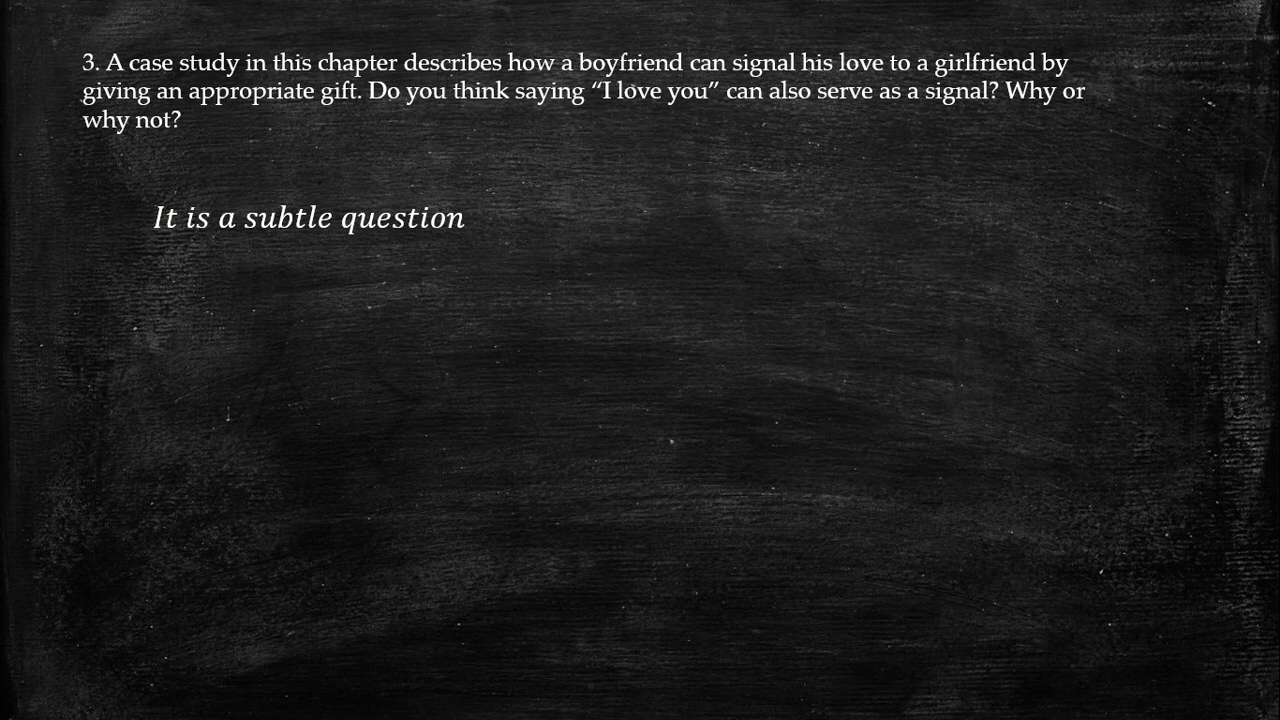 3. A case study in this chapter describes how a boyfriend can signal his love to a girlfriend by
giving an appropriate gift. Do you think saying “I love you” can also serve as a signal? Why or
why not?
It is a subtle question